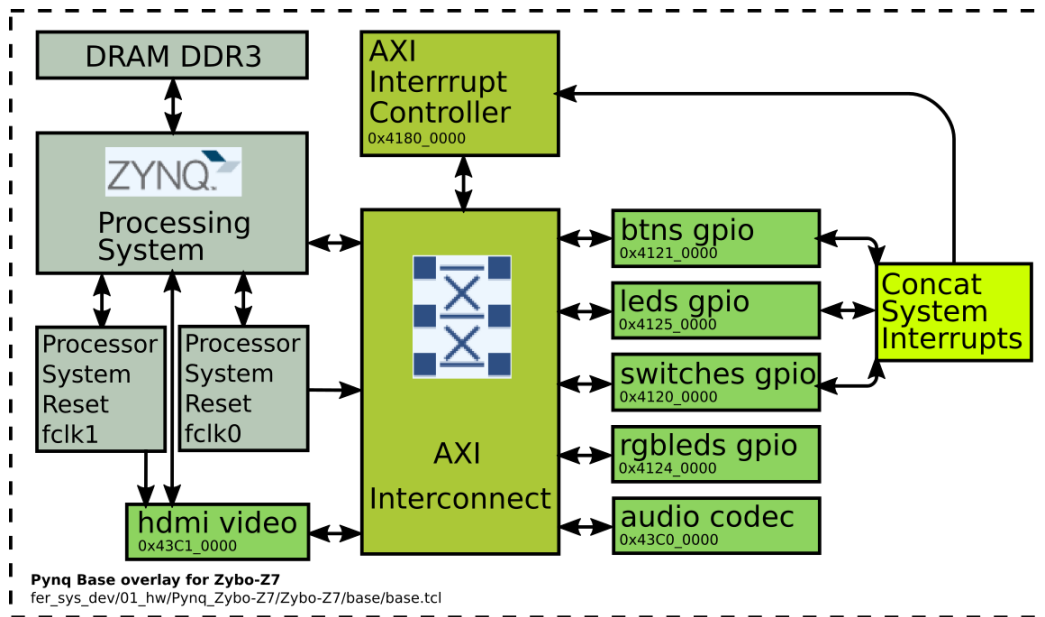 DRAM DDR3
ZYNQ
Processing
System
Processor
System
Reset
fclk1
Processor
System
Reset
fclk0
hdmi video
0x43C1_0000
AXI
Interrrupt
Controller
0x4180_0000
AXI
Interconnect
btns gpio
0x4121_0000
leds gpio
0x4125_0000
switches gpio
0x4120_0000
rgbleds gpio
0x4124_0000
audio codec
0x43C0_0000
Concat
System
Interrupts
Pynq Base overlay for Zybo-Z7
fer_sys_dev/01_hw/Pynq_Zybo-Z7/Zybo-Z7/base/base.tcl